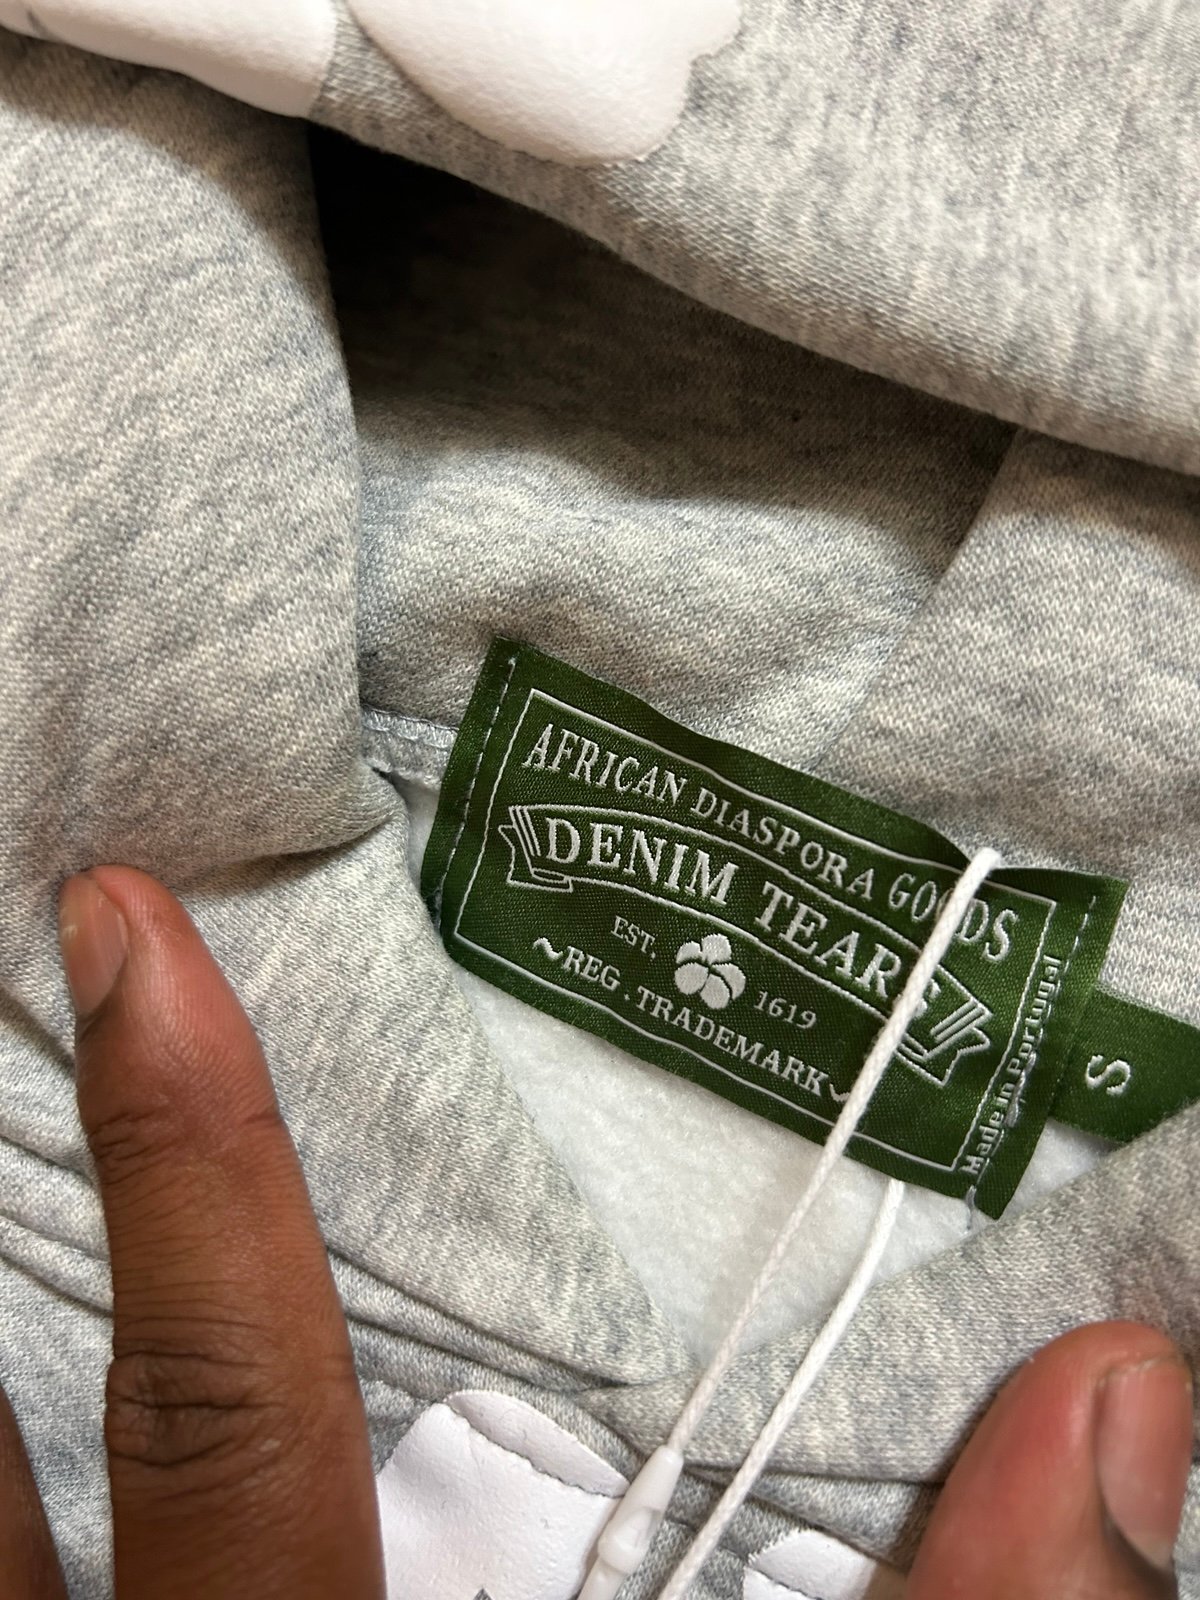 AFRICAN DIASPORA GOODS
DENIM TEARS
EST. 1619
~REG. TRADEMARK~
Made in Portugal
S